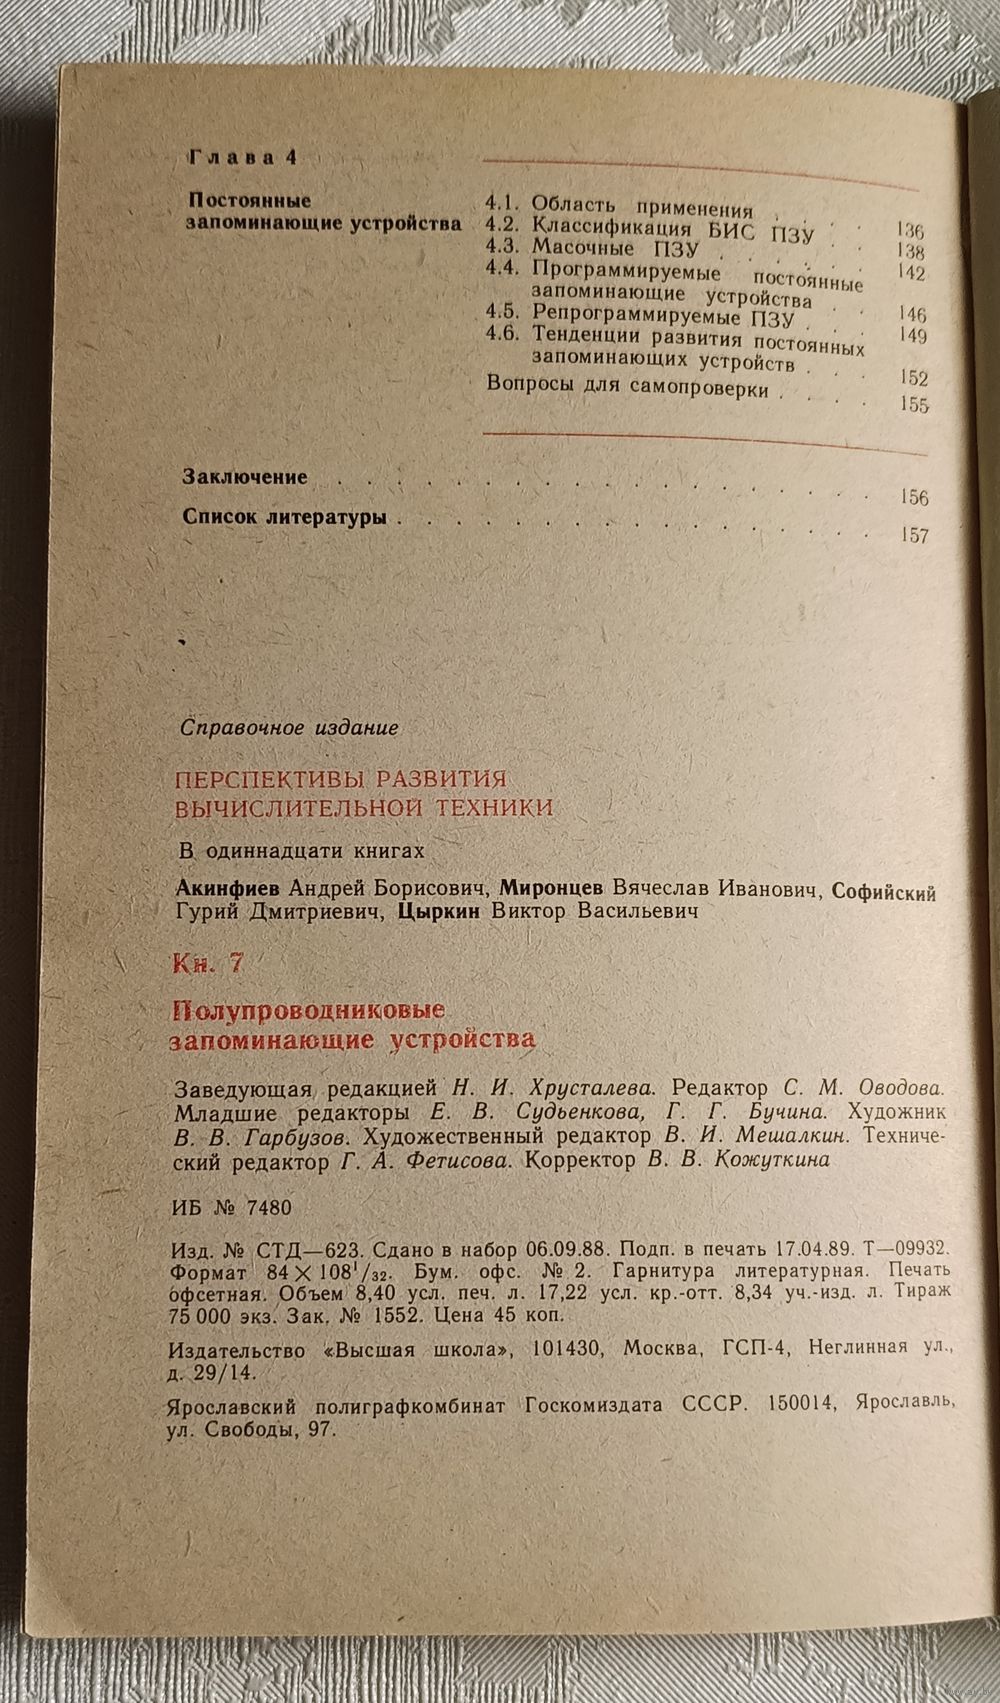 Глава 4
Постоянные
запоминающие устройства
4.1. Область применения . . . 136
4.2. Классификация БИС ПЗУ . . 138
4.3. Масочные ПЗУ . . . . . 142
4.4. Программируемые постоянные
запоминающие устройства . . 146
4.5. Репрограммируемые ПЗУ . . . 149
4.6. Тенденции развития постоянных
запоминающих устройств . . . 152
Вопросы для самопроверки . . . . 155
Заключение . . . . . . . . . . . . . . . . . . . 156
Список литературы . . . . . . . . . . . . . . . . . 157
Справочное издание
ПЕРСПЕКТИВЫ РАЗВИТИЯ
ВЫЧИСЛИТЕЛЬНОЙ ТЕХНИКИ
В одиннадцати книгах
Акинфиев Андрей Борисович, Миронцев Вячеслав Иванович, Софийский
Гурий Дмитриевич, Цыркин Виктор Васильевич
Кн. 7
Полупроводниковые
запоминающие устройства
Заведующая редакцией Н. И. Хрусталева. Редактор С. М. Оводова.
Младшие редакторы Е. В. Судьенкова, Г. Г. Бучина. Художник
В. В. Гарбузов. Художественный редактор В. И. Мешалкин. Техниче-
ский редактор Г. А. Фетисова. Корректор В. В. Кожуткина
ИБ № 7480
Изд. № СТД—623. Сдано в набор 06.09.88. Подп. в печать 17.04.89. Т—09932.
Формат 84×108¹/₃₂. Бум. офс. № 2. Гарнитура литературная. Печать
офсетная. Объем 8,40 усл. печ. л. 17,22 усл. кр.-отт. 8,34 уч.-изд. л. Тираж
75 000 экз. Зак. № 1552. Цена 45 коп.
Издательство «Высшая школа», 101430, Москва, ГСП-4, Неглинная ул.,
д. 29/14.
Ярославский полиграфкомбинат Госкомиздата СССР. 150014, Ярославль,
ул. Свободы, 97.